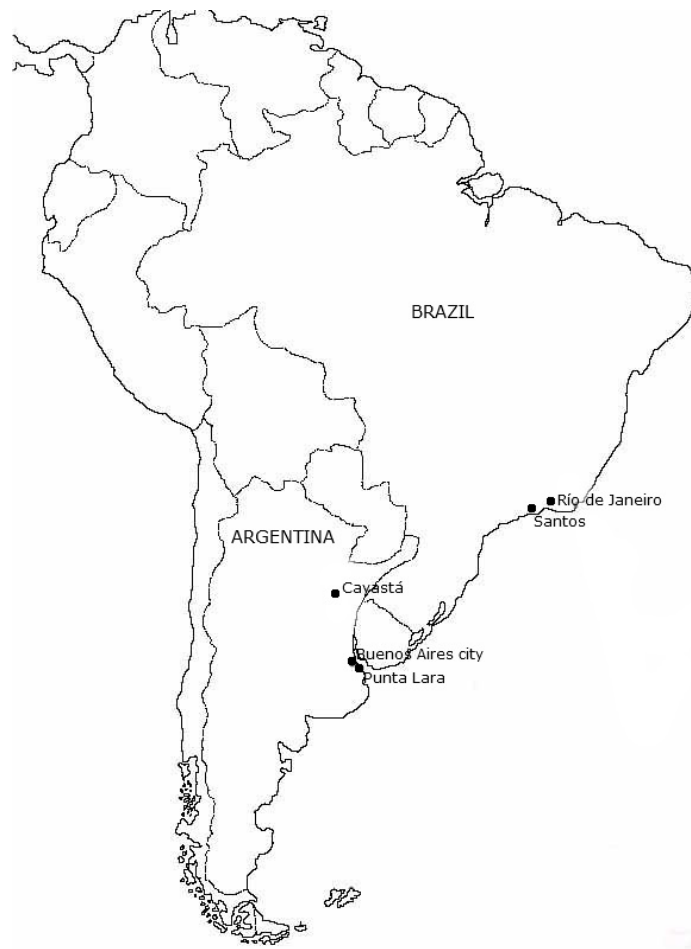 BRAZIL
Río de Janeiro
Santos
ARGENTINA
Cayastá
Buenos Aires city
Punta Lara